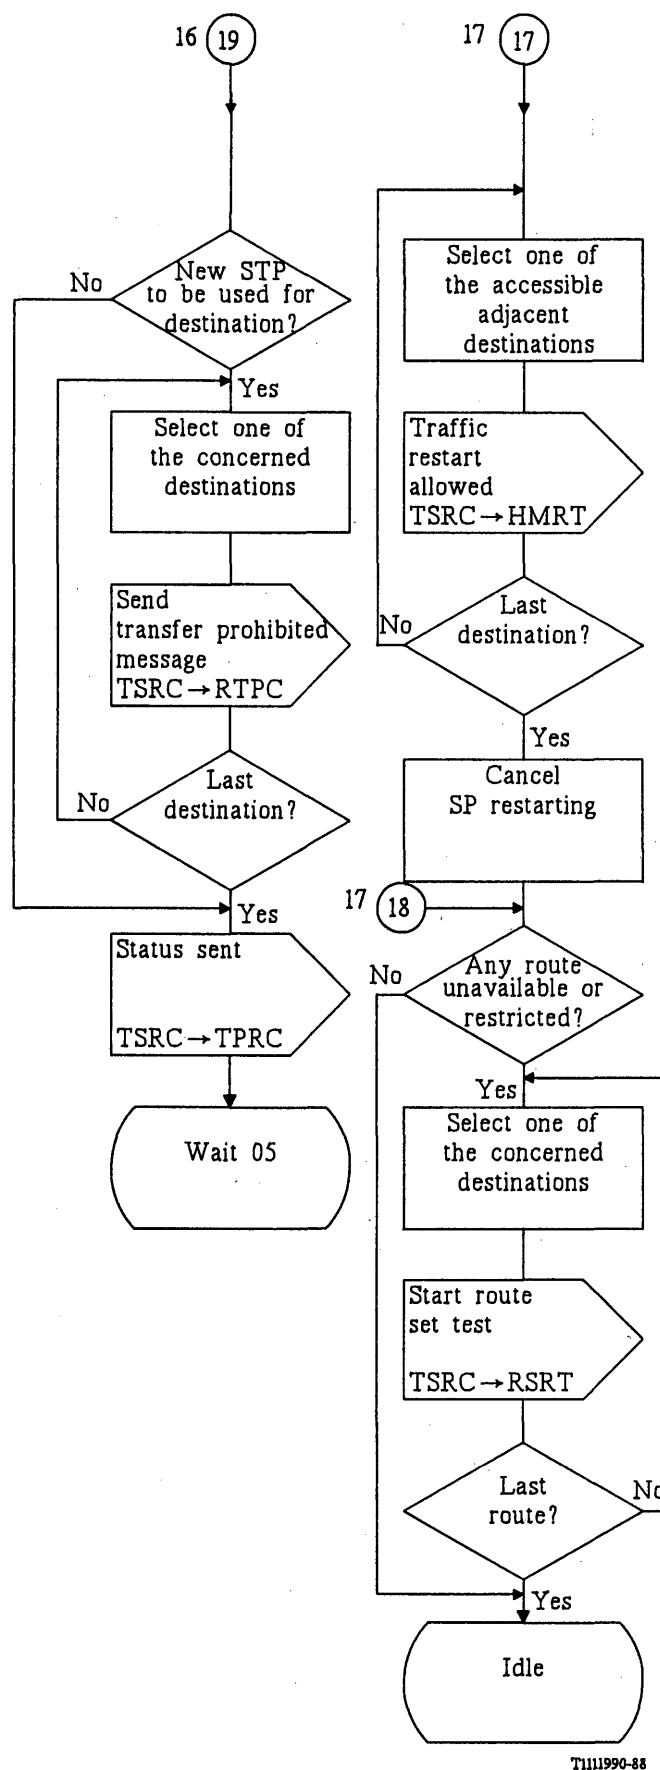 16 19
New STP
to be used for
destination?
No
Yes
Select one of
the concerned
destinations
Send
transfer prohibited
message
TSRC→RTPC
Last
destination?
No
Yes
Status sent
TSRC→TPRC
Wait 05
17 17
Select one of
the accessible
adjacent
destinations
Traffic
restart
allowed
TSRC→HMRT
Last
destination?
No
Yes
Cancel
SP restarting
17 18
Any route
unavailable or
restricted?
No
Yes
Select one of
the concerned
destinations
Start route
set test
TSRC→RSRT
Last
route?
No
Yes
Idle
T1111990-88